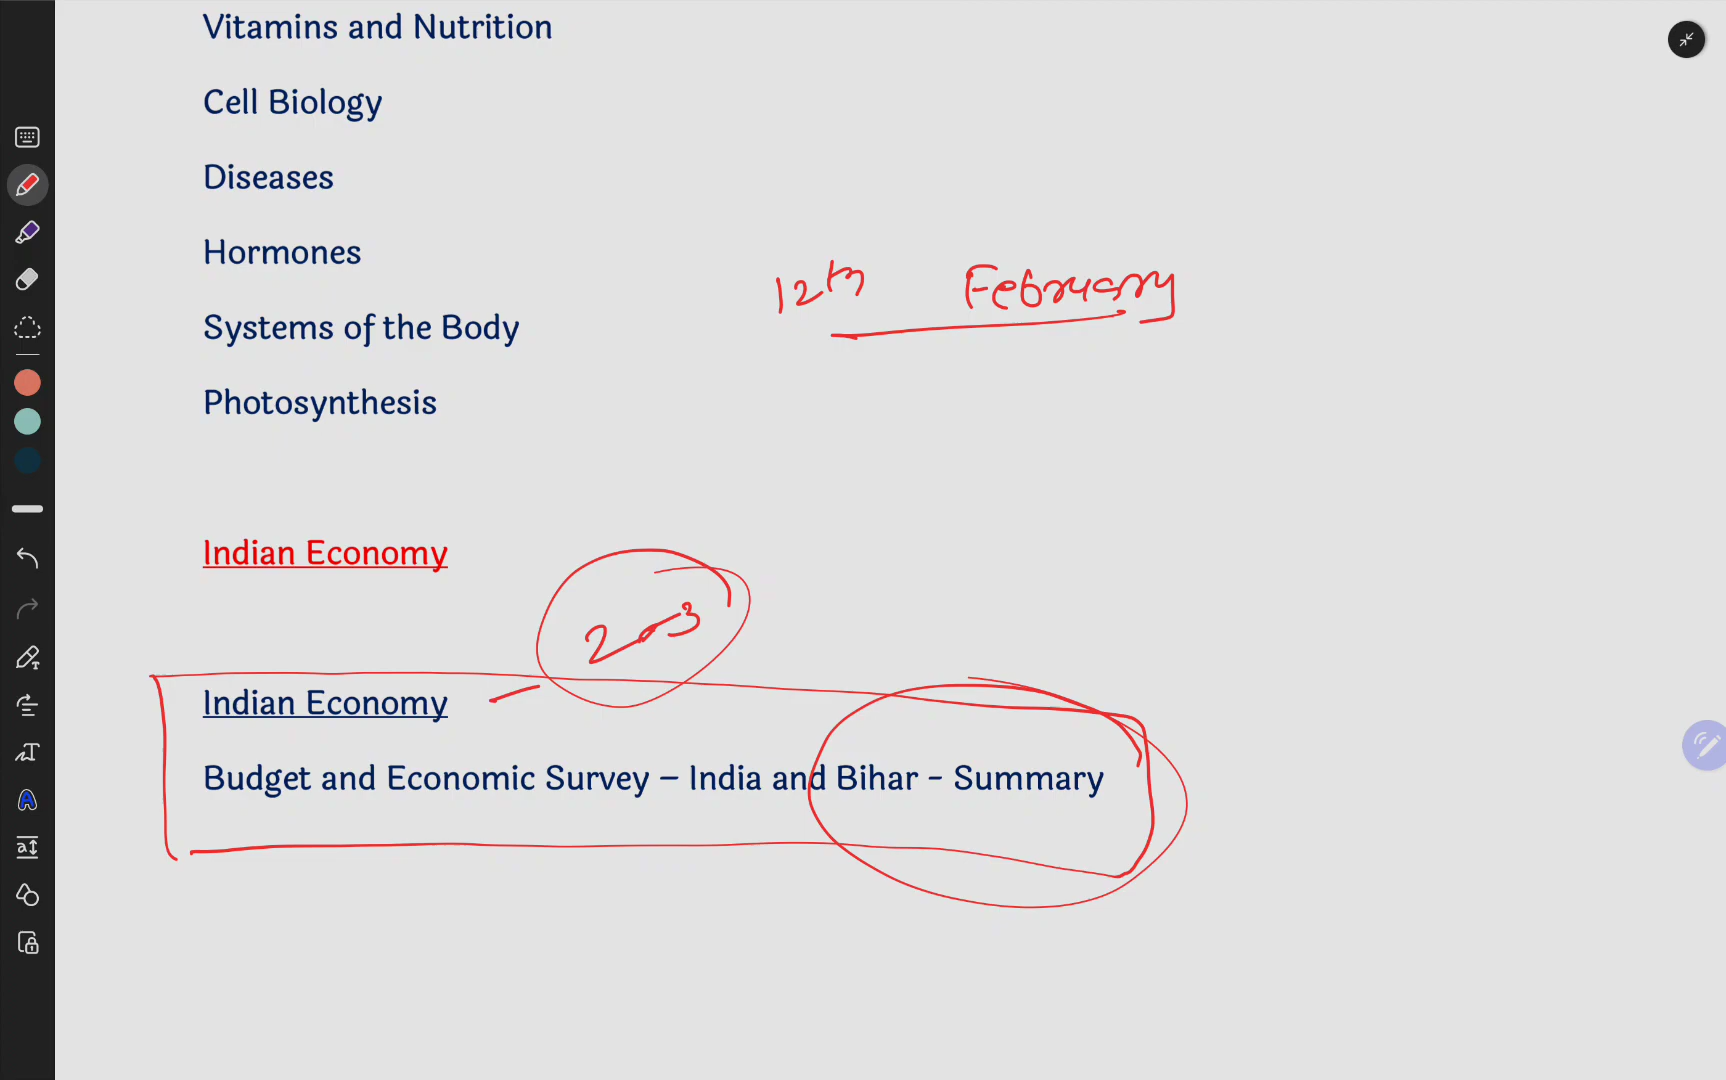 Vitamins and Nutrition
Cell Biology
Diseases
Hormones
12th February
Systems of the Body
Photosynthesis
Indian Economy
Indian Economy
Budget and Economic Survey – India and Bihar - Summary